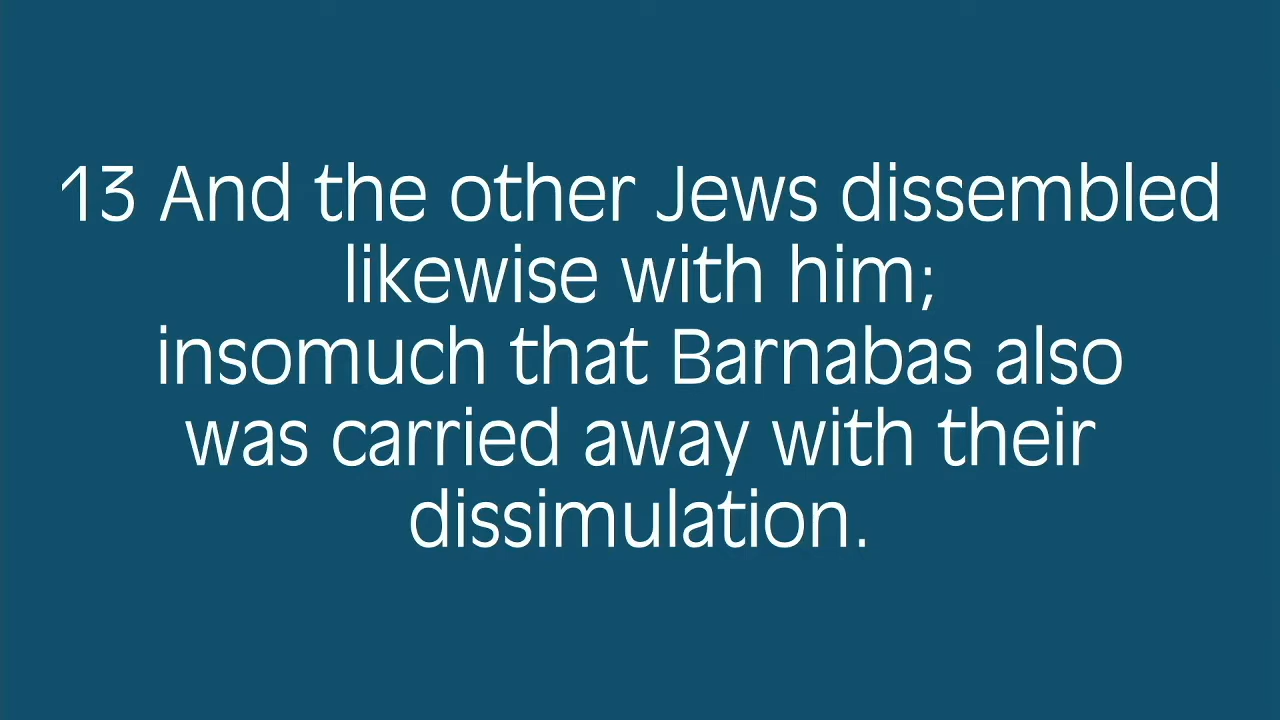 13 And the other Jews dissembled
likewise with him;
insomuch that Barnabas also
was carried away with their
dissimulation.